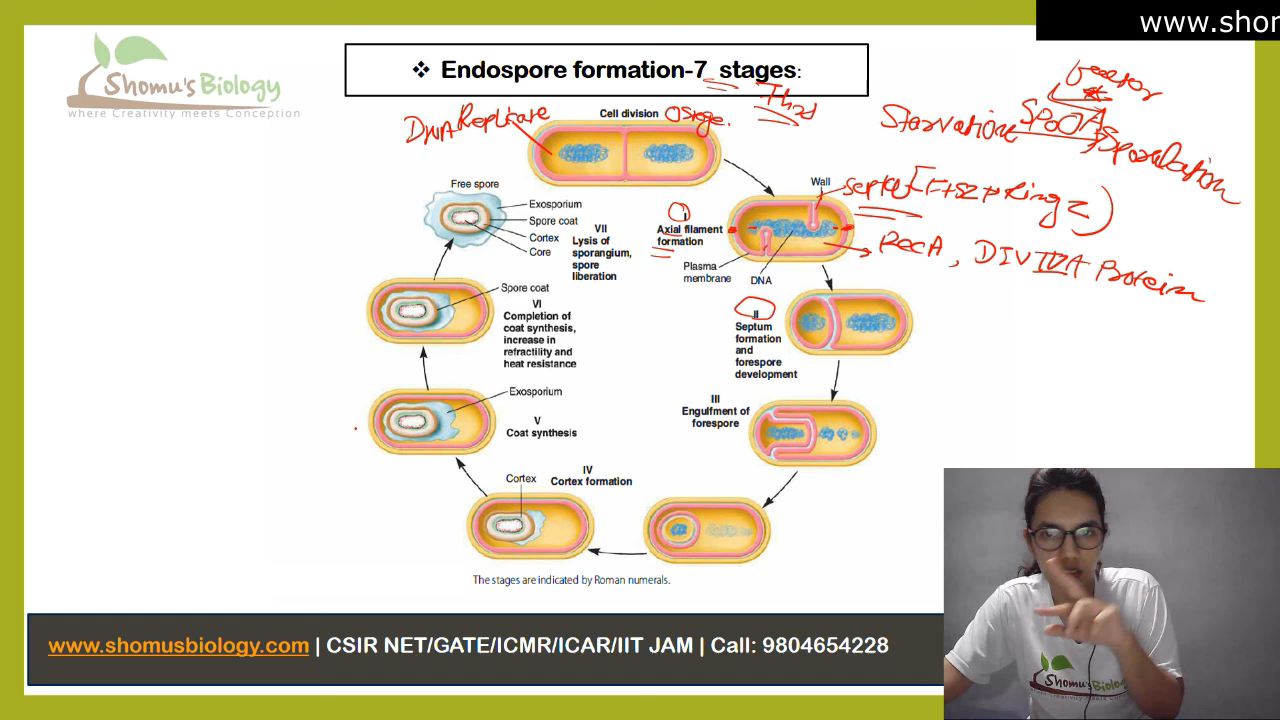 www.shor
Shomu's Biology
where Creativity meets Conception
❖ Endospore formation-7 stages:
7 hrs
DNA Replicate
Cell division 0 stage.
Starvation SPO0A Sporulation
Free spore
Exosporium
Spore coat
Cortex
Core
VII
Lysis of
sporangium,
spore
liberation
I
Axial filament
formation
Wall
Septa [FtsZ → Ring Z)
RecA, DIVIVA Protein
Plasma
membrane
DNA
Spore coat
VI
Completion of
coat synthesis,
increase in
refractility and
heat resistance
II
Septum
formation
and
forespore
development
Exosporium
V
Coat synthesis
III
Engulfment of
forespore
Cortex
IV
Cortex formation
The stages are indicated by Roman numerals.
www.shomusbiology.com | CSIR NET/GATE/ICMR/ICAR/IIT JAM | Call: 9804654228
Shomu's Biology